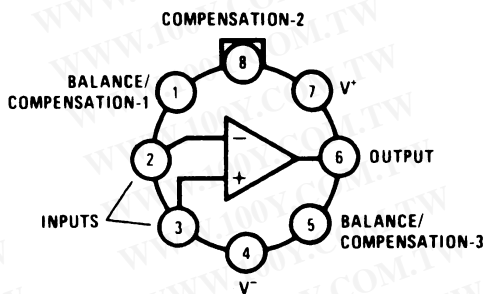 COMPENSATION-2
8
BALANCE/
COMPENSATION-1
1
7
V+
2
−
+
6
OUTPUT
INPUTS
3
5
BALANCE/
COMPENSATION-3
4
V−
WWW.100Y.COM.TW